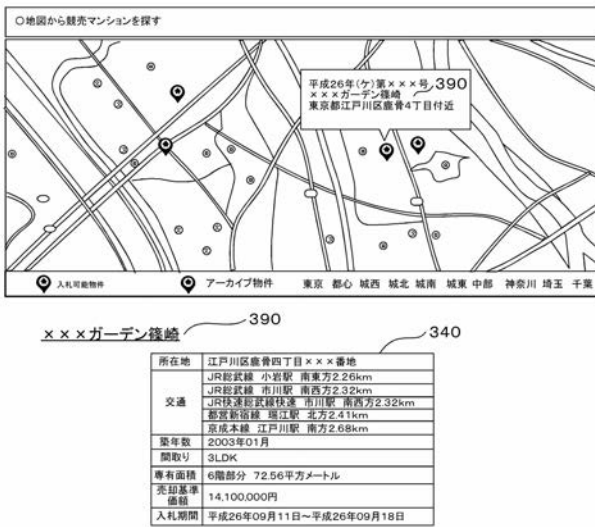 ○地図から競売マンションを探す
平成26年(ケ)第×××号
390
×××ガーデン篠崎
東京都江戸川区鹿骨4丁目付近
入札可能物件 アーカイブ物件 東京 都心 城西 城北 城南 城東 中部 神奈川 埼玉 千葉
×××ガーデン篠崎 390
340
所在地 江戸川区鹿骨四丁目×××番地
交通 JR総武線 小岩駅 南東方2.26km
JR総武線 市川駅 南西方2.32km
JR快速総武線快速 市川駅 南西方2.32km
都営新宿線 瑞江駅 北方2.41km
京成本線 江戸川駅 南方2.68km
築年数 2003年01月
間取り 3LDK
専有面積 6階部分 72.56平方メートル
売却基準価額 14,100,000円
入札期間 平成26年09月11日~平成26年09月18日